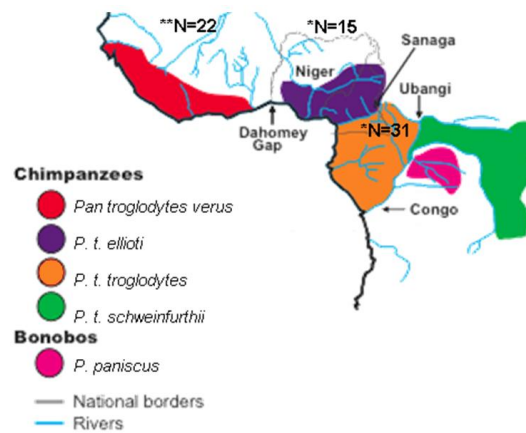 **N=22
*N=15
Sanaga
Niger
Ubangi
*N=31
Dahomey
Gap
Congo
Chimpanzees
Pan troglodytes verus
P. t. ellioti
P. t. troglodytes
P. t. schweinfurthii
Bonobos
P. paniscus
National borders
Rivers